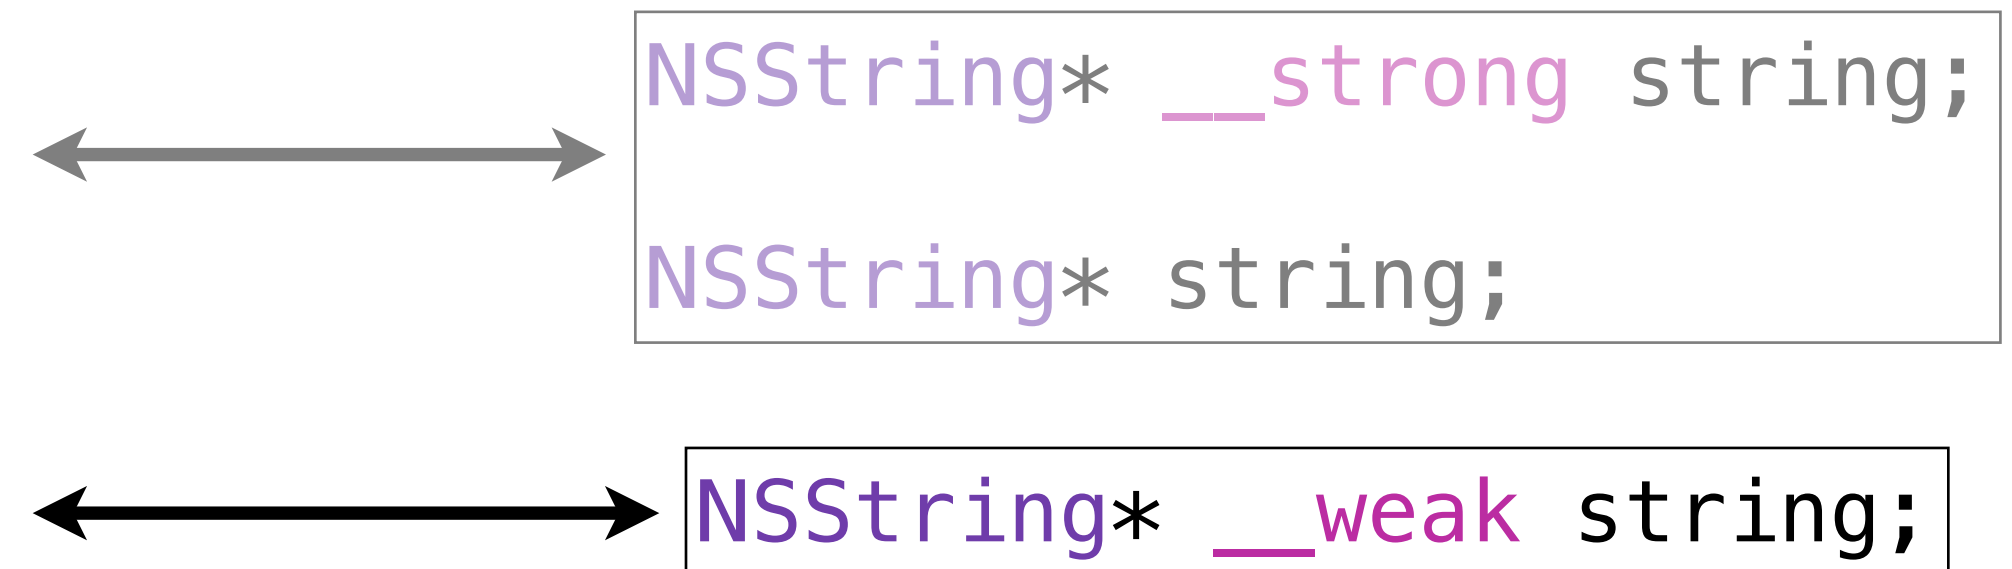 NSString* __strong string;
NSString* string;
NSString* __weak string;